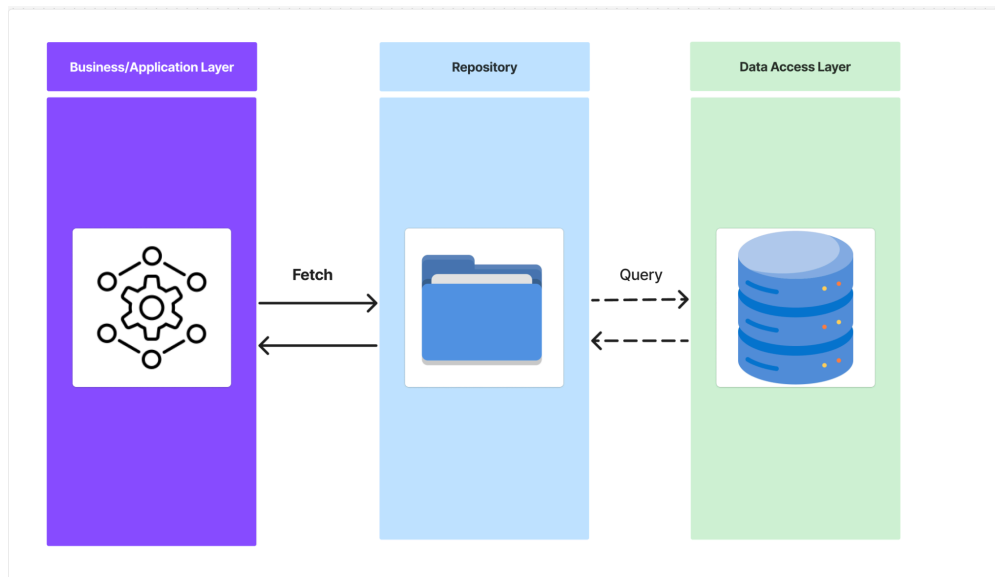 Business/Application Layer
Repository
Data Access Layer
Fetch
Query